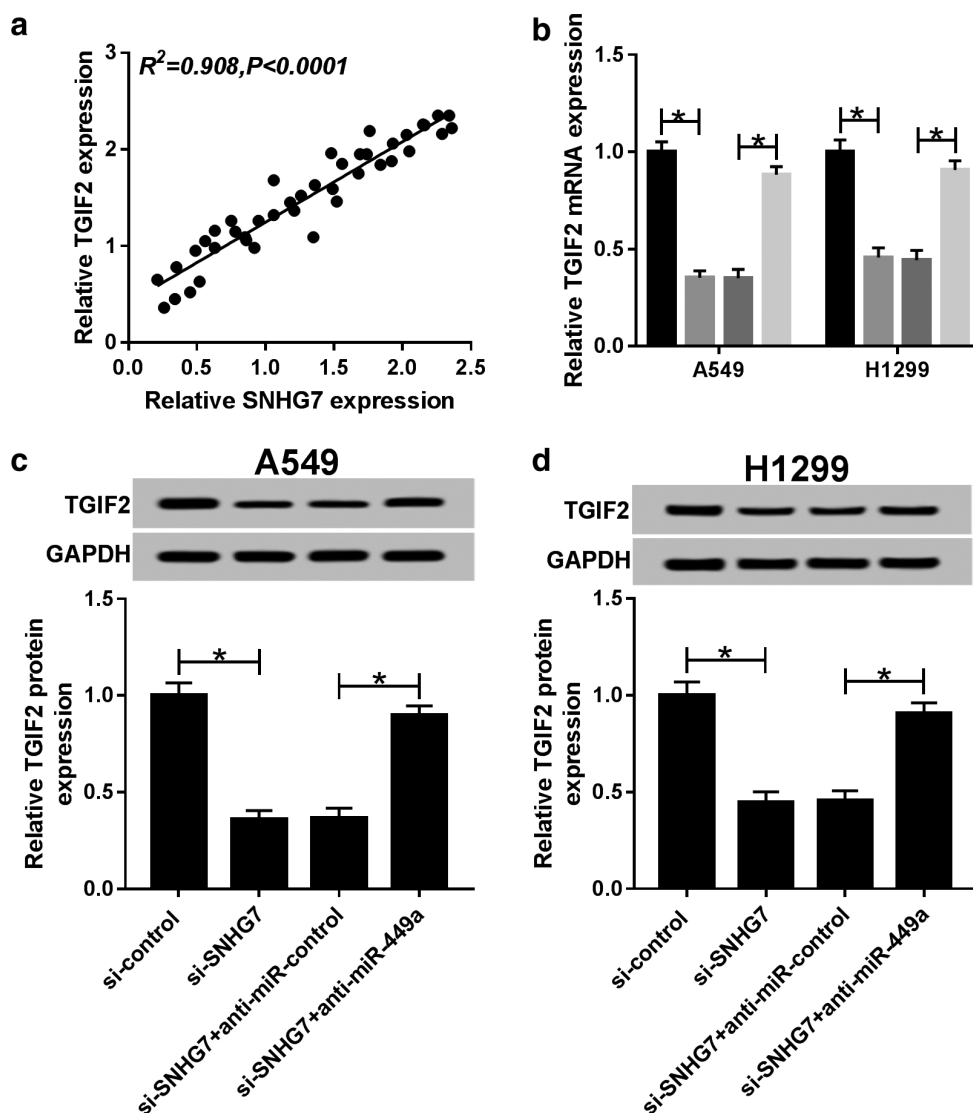 a
R²=0.908,P<0.0001
Relative TGIF2 expression
3
2
1
0
0.0 0.5 1.0 1.5 2.0 2.5
Relative SNHG7 expression
b
Relative TGIF2 mRNA expression
1.5
1.0
0.5
0.0
* * * *
A549 H1299
c
A549
TGIF2
GAPDH
Relative TGIF2 protein
expression
1.5
1.0
0.5
0.0
* *
si-control
si-SNHG7
si-SNHG7+anti-miR-control
si-SNHG7+anti-miR-449a
d
H1299
TGIF2
GAPDH
Relative TGIF2 protein
expression
1.5
1.0
0.5
0.0
* *
si-control
si-SNHG7
si-SNHG7+anti-miR-control
si-SNHG7+anti-miR-449a